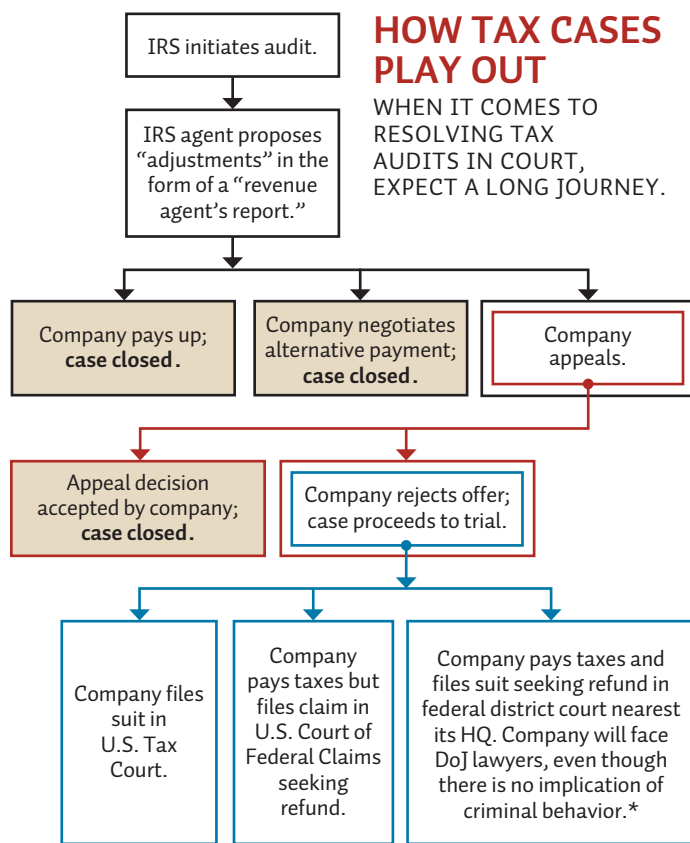 HOW TAX CASES
PLAY OUT
WHEN IT COMES TO
RESOLVING TAX
AUDITS IN COURT,
EXPECT A LONG JOURNEY.
IRS initiates audit.
IRS agent proposes
“adjustments” in the
form of a “revenue
agent’s report.”
Company pays up;
case closed.
Company negotiates
alternative payment;
case closed.
Company
appeals.
Appeal decision
accepted by company;
case closed.
Company rejects offer;
case proceeds to trial.
Company files
suit in
U.S. Tax
Court.
Company
pays taxes but
files claim in
U.S. Court of
Federal Claims
seeking
refund.
Company pays taxes and
files suit seeking refund in
federal district court nearest
its HQ. Company will face
DoJ lawyers, even though
there is no implication of
criminal behavior.*